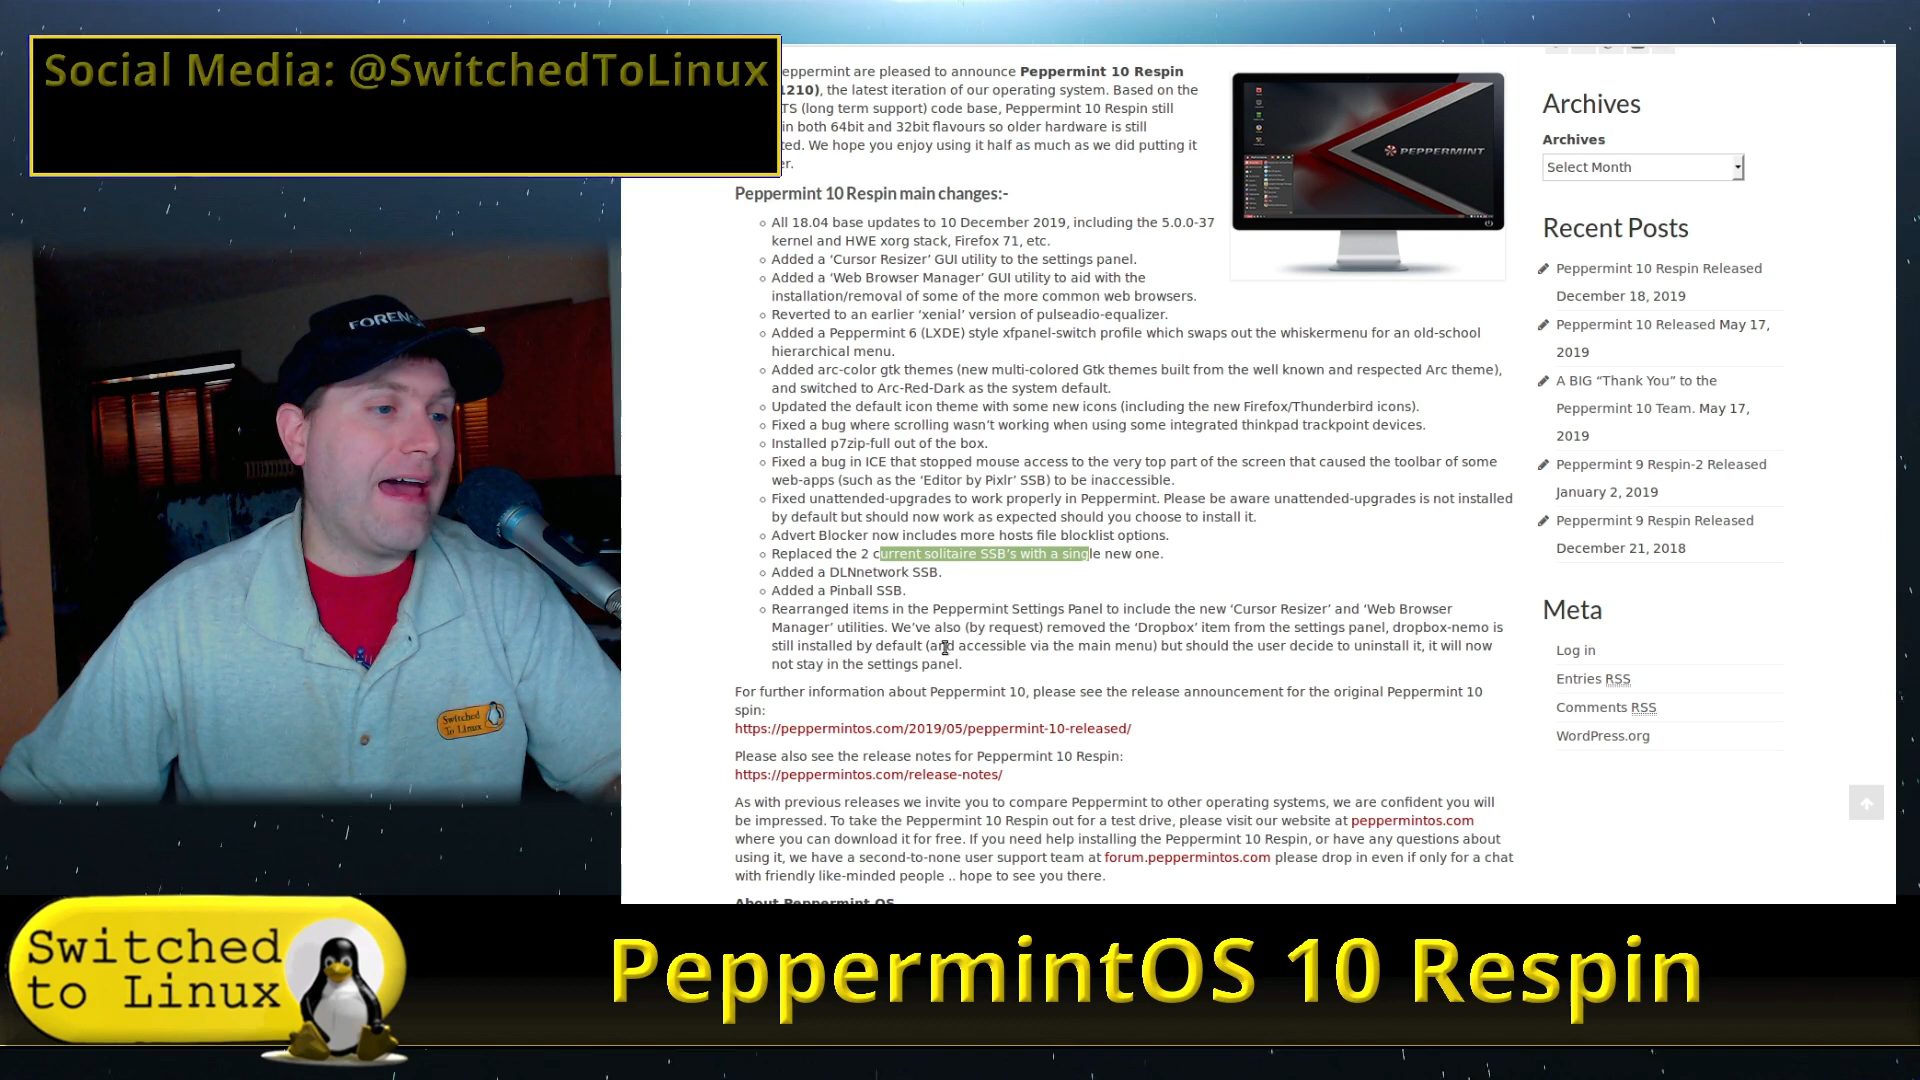 Social Media: @SwitchedToLinux
eppermint are pleased to announce Peppermint 10 Respin
1210), the latest iteration of our operating system. Based on the
TS (long term support) code base, Peppermint 10 Respin still
in both 64bit and 32bit flavours so older hardware is still
ted. We hope you enjoy using it half as much as we did putting it
er.
Peppermint 10 Respin main changes:-
All 18.04 base updates to 10 December 2019, including the 5.0.0-37
kernel and HWE xorg stack, Firefox 71, etc.
Added a ‘Cursor Resizer’ GUI utility to the settings panel.
Added a ‘Web Browser Manager’ GUI utility to aid with the
installation/removal of some of the more common web browsers.
Reverted to an earlier ‘xenial’ version of pulseadio-equalizer.
Added a Peppermint 6 (LXDE) style xfpanel-switch profile which swaps out the whiskermenu for an old-school
hierarchical menu.
Added arc-color gtk themes (new multi-colored Gtk themes built from the well known and respected Arc theme),
and switched to Arc-Red-Dark as the system default.
Updated the default icon theme with some new icons (including the new Firefox/Thunderbird icons).
Fixed a bug where scrolling wasn’t working when using some integrated thinkpad trackpoint devices.
Installed p7zip-full out of the box.
Fixed a bug in ICE that stopped mouse access to the very top part of the screen that caused the toolbar of some
web-apps (such as the ‘Editor by Pixlr’ SSB) to be inaccessible.
Fixed unattended-upgrades to work properly in Peppermint. Please be aware unattended-upgrades is not installed
by default but should now work as expected should you choose to install it.
Advert Blocker now includes more hosts file blocklist options.
Replaced the 2 current solitaire SSB’s with a single new one.
Added a DLNnetwork SSB.
Added a Pinball SSB.
Rearranged items in the Peppermint Settings Panel to include the new ‘Cursor Resizer’ and ‘Web Browser
Manager’ utilities. We’ve also (by request) removed the ‘Dropbox’ item from the settings panel, dropbox-nemo is
still installed by default (and accessible via the main menu) but should the user decide to uninstall it, it will now
not stay in the settings panel.
For further information about Peppermint 10, please see the release announcement for the original Peppermint 10
spin:
https://peppermintos.com/2019/05/peppermint-10-released/
Please also see the release notes for Peppermint 10 Respin:
https://peppermintos.com/release-notes/
As with previous releases we invite you to compare Peppermint to other operating systems, we are confident you will
be impressed. To take the Peppermint 10 Respin out for a test drive, please visit our website at peppermintos.com
where you can download it for free. If you need help installing the Peppermint 10 Respin, or have any questions about
using it, we have a second-to-none user support team at forum.peppermintos.com please drop in even if only for a chat
with friendly like-minded people .. hope to see you there.
About Peppermint OS
PEPPERMINT
Archives
Archives
Select Month
Recent Posts
Peppermint 10 Respin Released
December 18, 2019
Peppermint 10 Released May 17,
2019
A BIG “Thank You” to the
Peppermint 10 Team. May 17,
2019
Peppermint 9 Respin-2 Released
January 2, 2019
Peppermint 9 Respin Released
December 21, 2018
Meta
Log in
Entries RSS
Comments RSS
WordPress.org
FOREN
Switched
To Linux
Switched
to Linux
PeppermintOS 10 Respin